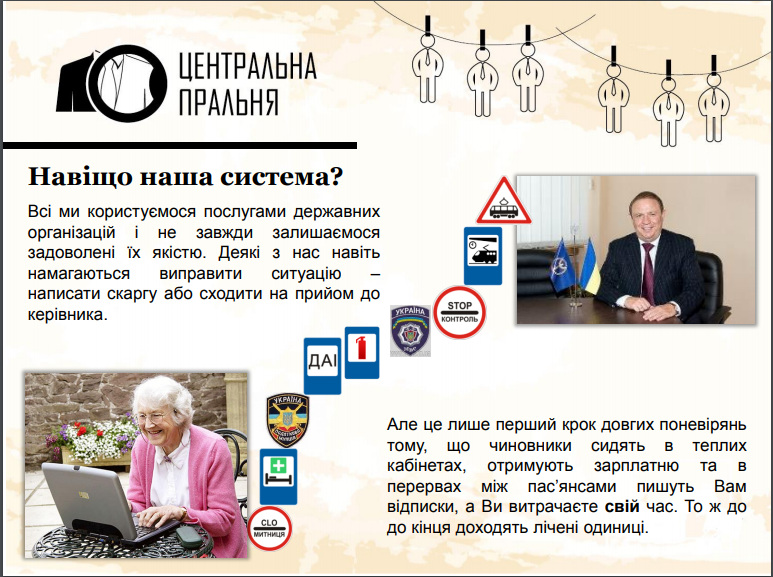 ЦЕНТРАЛЬНА
ПРАЛЬНЯ
Навіщо наша система?
Всі ми користуємося послугами державних
організацій і не завжди залишаємося
задоволені їх якістю. Деякі з нас навіть
намагаються виправити ситуацію –
написати скаргу або сходити на прийом до
керівника.
STOP
КОНТРОЛЬ
УКРАЇНА
МВС
ДАІ
УКРАЇНА
CLO
МИТНИЦЯ
Але це лише перший крок довгих поневірянь
тому, що чиновники сидять в теплих
кабінетах, отримують зарплатню та в
перервах між пас’янсами пишуть Вам
відписки, а Ви витрачаєте свій час. То ж до
до кінця доходять лічені одиниці.